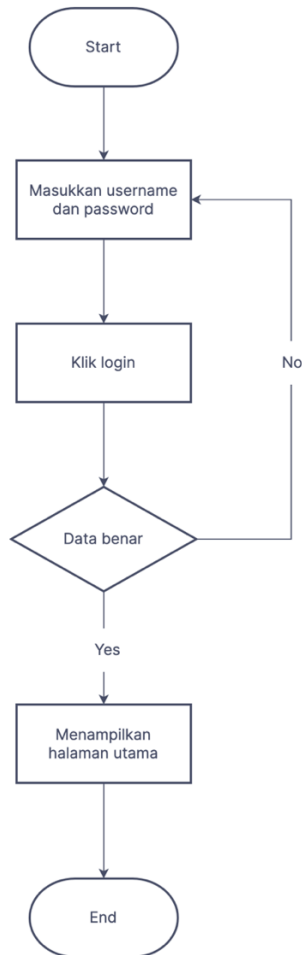 Start
Masukkan username
dan password
Klik login
No
Data benar
Yes
Menampilkan
halaman utama
End